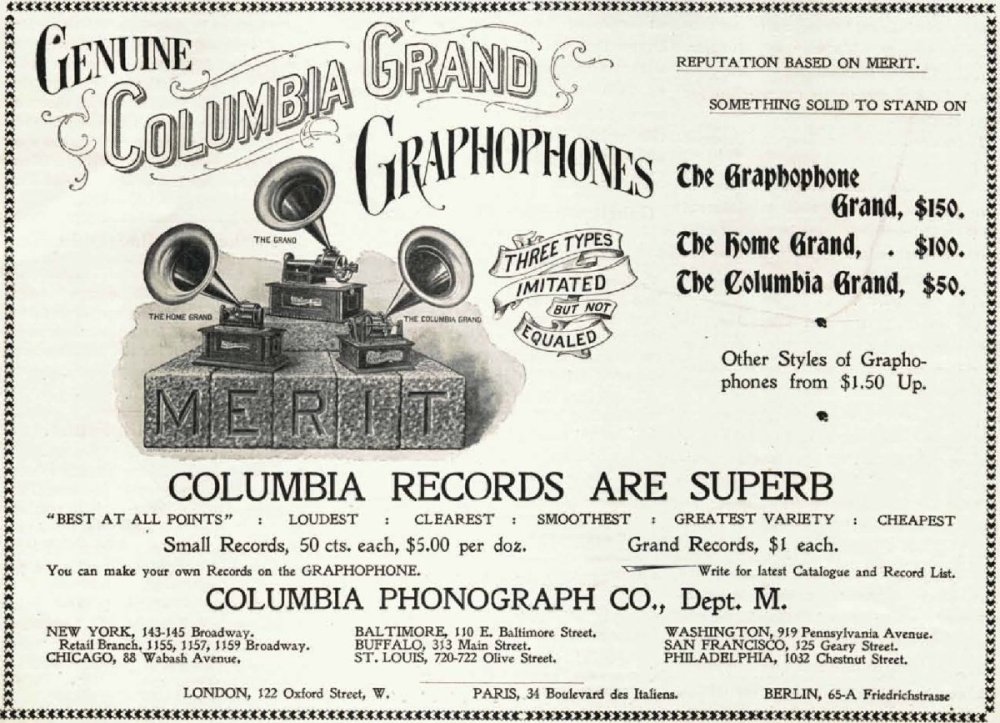 GENUINE
COLUMBIA GRAND
GRAPHOPHONES
REPUTATION BASED ON MERIT.
SOMETHING SOLID TO STAND ON
The Graphophone
Grand, $150.
The Home Grand, . $100.
The Columbia Grand, $50.
THREE TYPES
IMITATED
BUT NOT
EQUALED
THE GRAND
THE HOME GRAND
THE COLUMBIA GRAND
MERIT
Other Styles of Grapho-
phones from $1.50 Up.
COLUMBIA RECORDS ARE SUPERB
"BEST AT ALL POINTS" : LOUDEST : CLEAREST : SMOOTHEST : GREATEST VARIETY : CHEAPEST
Small Records, 50 cts. each, $5.00 per doz. Grand Records, $1 each.
You can make your own Records on the GRAPHOPHONE. Write for latest Catalogue and Record List.
COLUMBIA PHONOGRAPH CO., Dept. M.
NEW YORK, 143-145 Broadway.
Retail Branch, 1155, 1157, 1159 Broadway.
CHICAGO, 88 Wabash Avenue.
BALTIMORE, 110 E. Baltimore Street.
BUFFALO, 313 Main Street.
ST. LOUIS, 720-722 Olive Street.
WASHINGTON, 919 Pennsylvania Avenue.
SAN FRANCISCO, 125 Geary Street.
PHILADELPHIA, 1032 Chestnut Street.
LONDON, 122 Oxford Street, W. PARIS, 34 Boulevard des Italiens. BERLIN, 65-A Friedrichstrasse